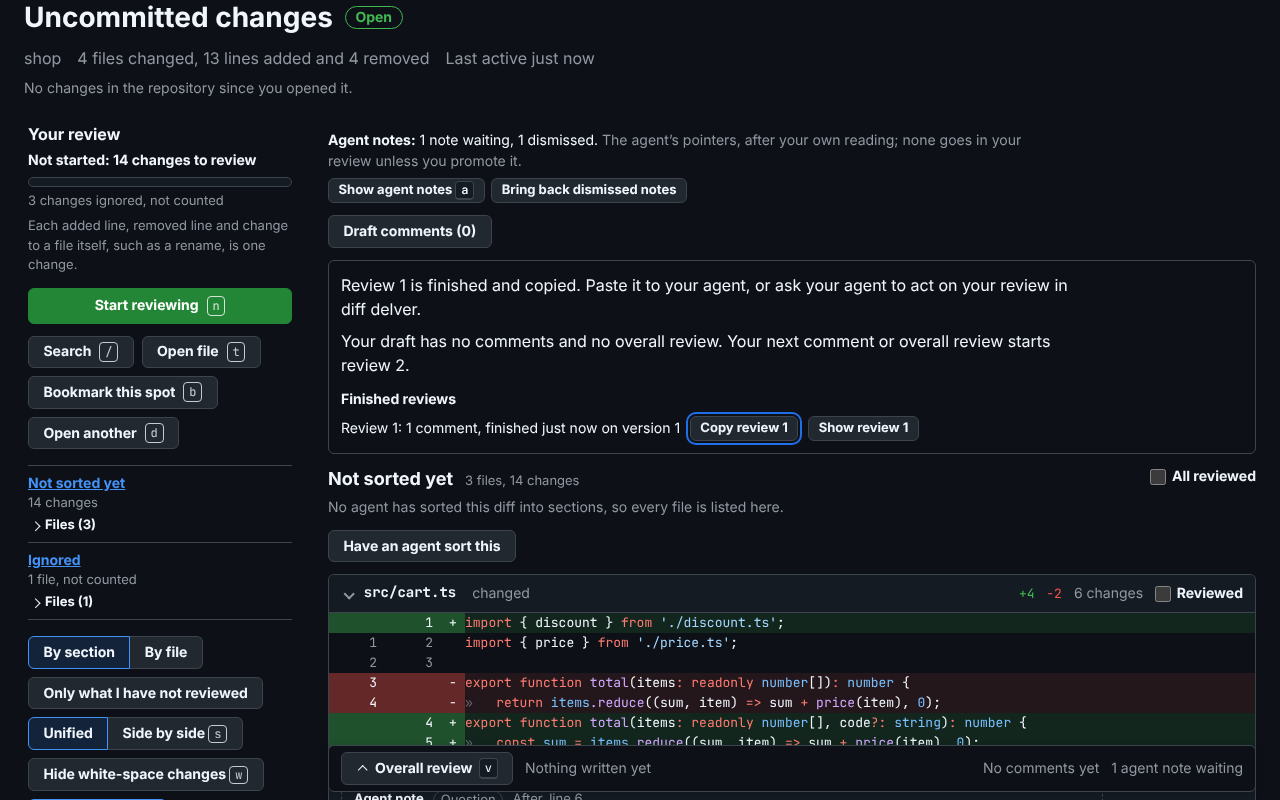 Uncommitted changes Open
shop 4 files changed, 13 lines added and 4 removed Last active just now
No changes in the repository since you opened it.
Your review
Not started: 14 changes to review
3 changes ignored, not counted
Each added line, removed line and change
to a file itself, such as a rename, is one
change.
Start reviewing n
Search / Open file t
Bookmark this spot b
Open another d
Not sorted yet
14 changes
Files (3)
Ignored
1 file, not counted
Files (1)
By section By file
Only what I have not reviewed
Unified Side by side s
Hide white-space changes w
Agent notes: 1 note waiting, 1 dismissed. The agent's pointers, after your own reading; none goes in your
review unless you promote it.
Show agent notes a Bring back dismissed notes
Draft comments (0)
Review 1 is finished and copied. Paste it to your agent, or ask your agent to act on your review in
diff delver.
Your draft has no comments and no overall review. Your next comment or overall review starts
review 2.
Finished reviews
Review 1: 1 comment, finished just now on version 1 Copy review 1 Show review 1
Not sorted yet 3 files, 14 changes All reviewed
No agent has sorted this diff into sections, so every file is listed here.
Have an agent sort this
src/cart.ts changed +4 -2 6 changes Reviewed
1 + import { discount } from './discount.ts';
1 2 import { price } from './price.ts';
2 3
3 - export function total(items: readonly number[]): number {
4 - » return items.reduce((sum, item) => sum + price(item), 0);
4 + export function total(items: readonly number[], code?: string): number {
5 + » const sum = items.reduce((sum, item) => sum + price(item), 0);
Overall review v Nothing written yet No comments yet 1 agent note waiting
Agent note Question After, line 6